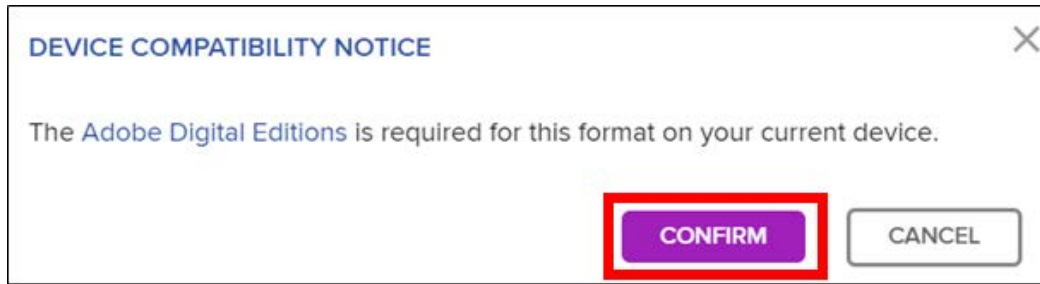 DEVICE COMPATIBILITY NOTICE
The Adobe Digital Editions is required for this format on your current device.
CONFIRM
CANCEL